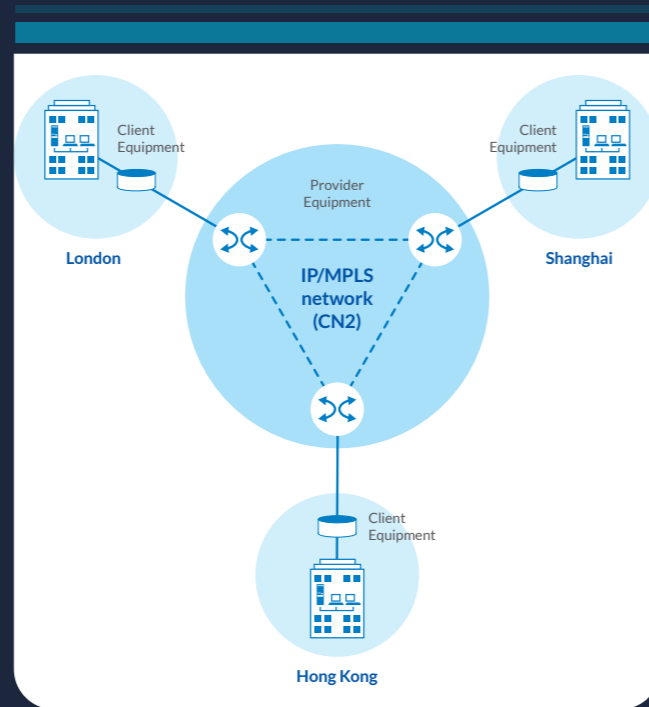 Client
Equipment
Client
Equipment
Provider
Equipment
London
Shanghai
IP/MPLS
network
(CN2)
Client
Equipment
Hong Kong